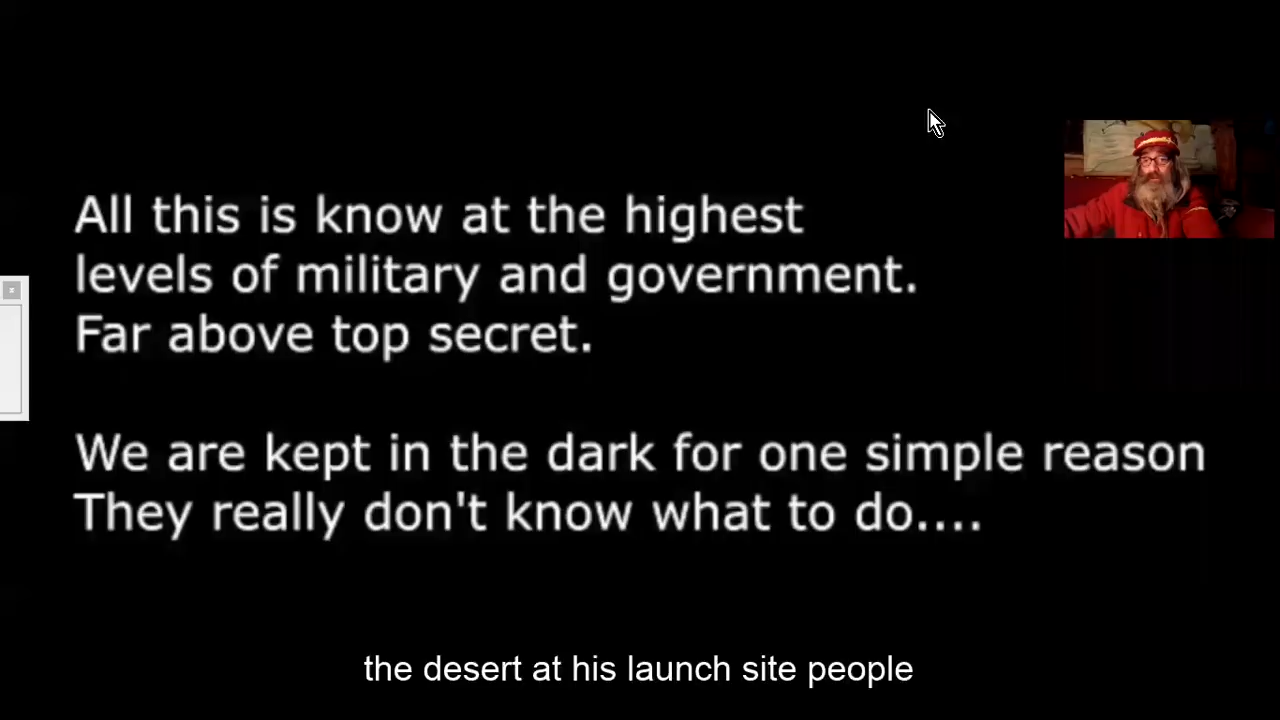 All this is know at the highest
levels of military and government.
Far above top secret.
We are kept in the dark for one simple reason
They really don't know what to do....
the desert at his launch site people